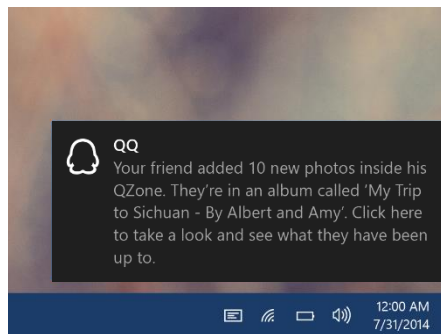 QQ
Your friend added 10 new photos inside his
QZone. They're in an album called 'My Trip
to Sichuan - By Albert and Amy'. Click here
to take a look and see what they have been
up to.
12:00 AM
7/31/2014